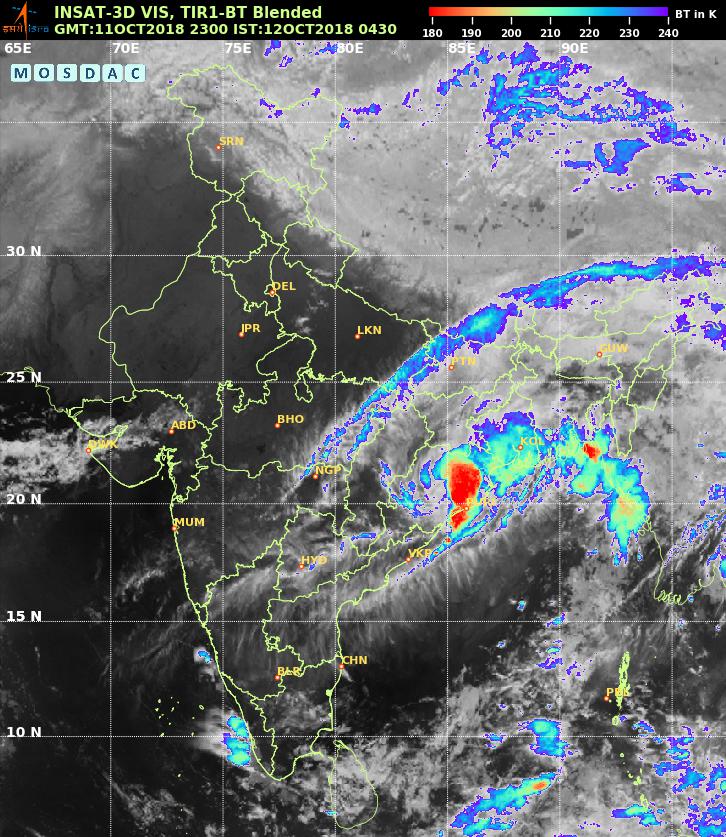 INSAT-3D VIS, TIR1-BT Blended
GMT:11OCT2018 2300 IST:12OCT2018 0430
BT in K
180 190 200 210 220 230 240
65E 70E 75E 80E 85E 90E
MOSDAC
SRN
30 N
DEL
JPR
LKN
GUW
PTN
25 N
ABD
BHO
DWK
KOL
NGP
20 N
MUM
VKP
HYD
15 N
CHN
BLR
10 N